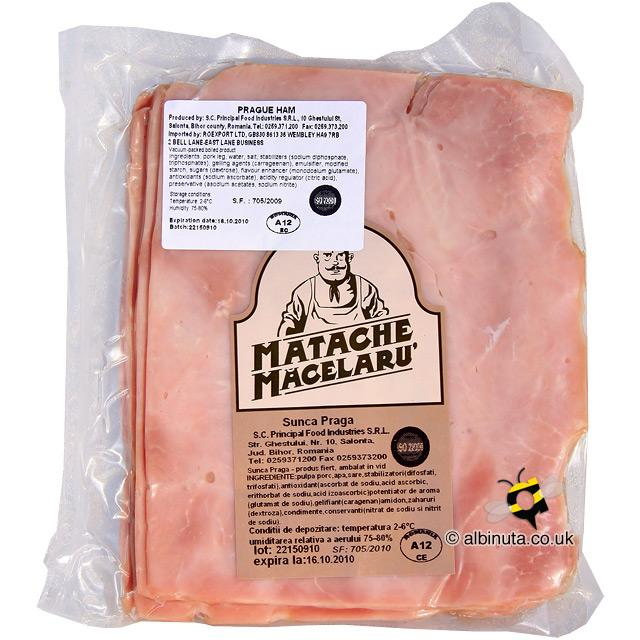 PRAGUE HAM
Produced by: S.C. Principal Food Industries S.R.L., 10 Ghestului St,
Salonta, Bihor county, Romania, Tel.: 0259.371.200 Fax: 0259.373.200
Imported by: ROEXPORT LTD, GB830 8613 36 WEMBLEY HA9 7RB
2 BELL LANE-EAST LANE BUSINESS
Vacuum-packed boiled product
Ingredients: pork leg, water, salt, stabilizers (sodium diphosphate,
triphosphates), gelling agents (carrageenan), emulsifier, modified
starch, sugars (dextrose), flavour enhancer (monodosium glutamate),
antioxidants (sodium ascorbate), acidity regulator (citric acid),
preservative (asodium acetates, sodium nitrite)
Storage conditions
Temperature 2-6°C
Humidity 75-80%
S.F. : 705/2009
ISO 22000
Expiration date:16.10.2010
Batch:22150910
ROMANIA
A12
EC
MATACHE
MĂCELARU'
Sunca Praga
S.C. Principal Food Industries S.R.L.
Str. Ghestului, Nr. 10, Salonta,
Jud. Bihor, Romania
Tel: 0259371200 Fax 0259373200
ISO 22000
Sunca Praga - produs fiert, ambalat in vid
INGREDIENTE:pulpa porc,apa,sare,stabilizatori(difosfati,
trifosfati),antioxidant(ascorbat de sodiu,acid ascorbic,
erithorbat de sodiu,acid izoascorbic)potentiator de aroma
(glutamat de sodiu),gelifiant(caragenan)amidon,zaharuri
(dextroza),condimente,conservanti(nitrat de sodiu si nitrit
de sodiu).
Conditii de depozitare: temperatura 2-6°C
umiditarea relativa a aerului 75-80%
lot: 22150910 SF: 705/2010
expira la:16.10.2010
ROMANIA
A12
CE
© albinuta.co.uk